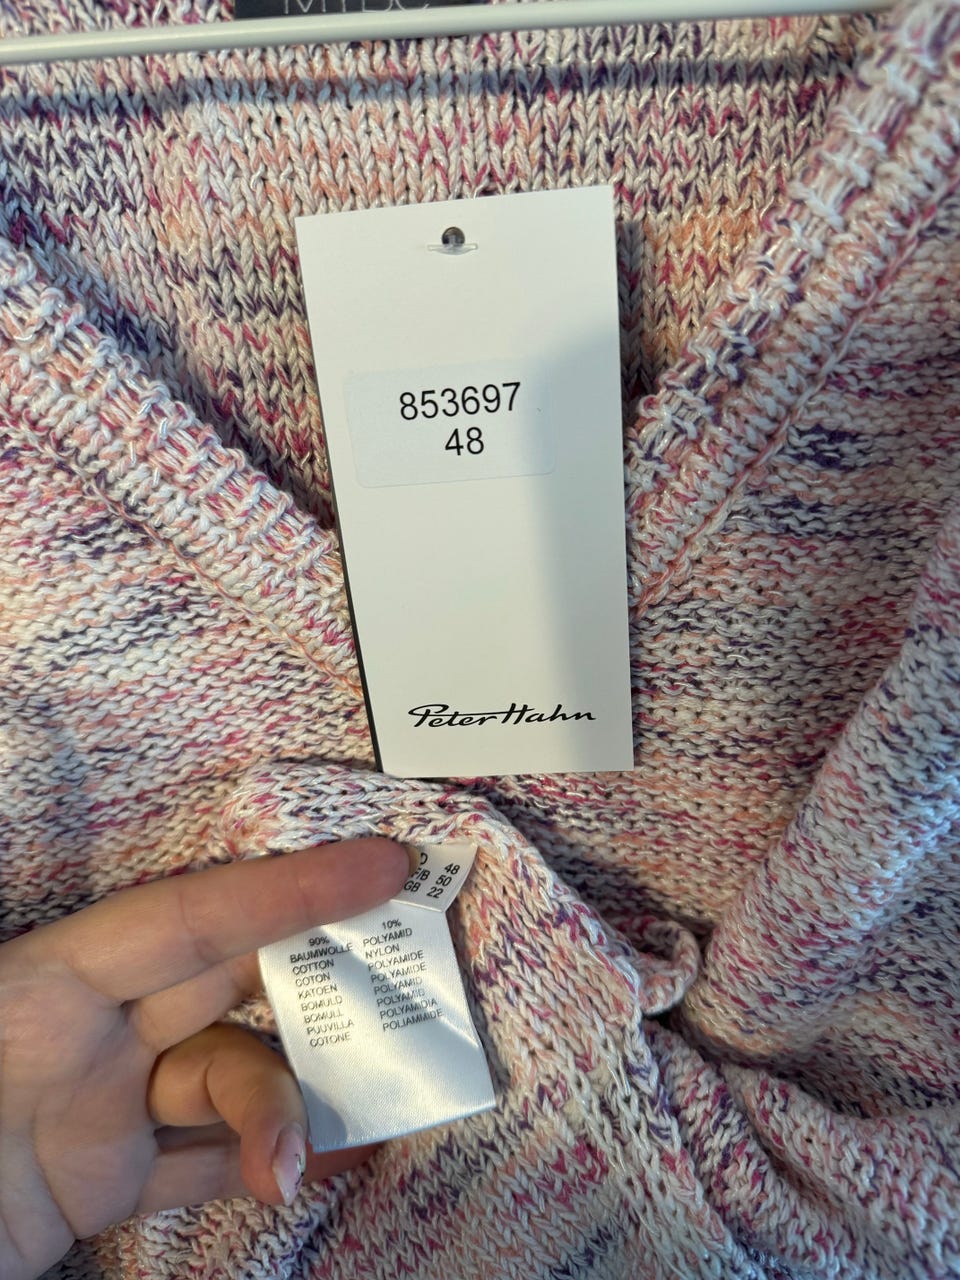 MYBC
853697
48
Peter Hahn
D 48
F/B 50
GB 22
90%
BAUMWOLLE
COTTON
COTON
KATOEN
BOMULD
BOMULL
PUUVILLA
COTONE
10%
POLYAMID
NYLON
POLYAMIDE
POLYAMIDE
POLYAMID
POLYAMIDIA
POLIAMMIDE